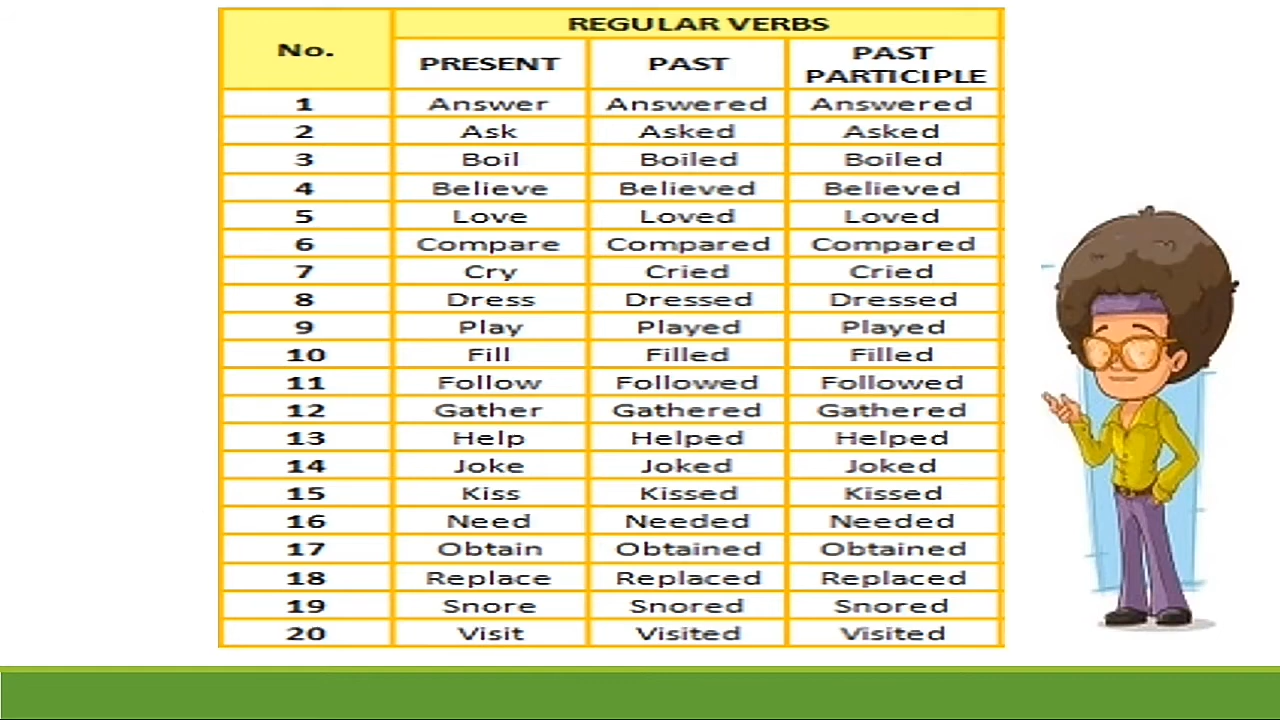 REGULAR VERBS
No. PRESENT PAST PAST PARTICIPLE
1 Answer Answered Answered
2 Ask Asked Asked
3 Boil Boiled Boiled
4 Believe Believed Believed
5 Love Loved Loved
6 Compare Compared Compared
7 Cry Cried Cried
8 Dress Dressed Dressed
9 Play Played Played
10 Fill Filled Filled
11 Follow Followed Followed
12 Gather Gathered Gathered
13 Help Helped Helped
14 Joke Joked Joked
15 Kiss Kissed Kissed
16 Need Needed Needed
17 Obtain Obtained Obtained
18 Replace Replaced Replaced
19 Snore Snored Snored
20 Visit Visited Visited